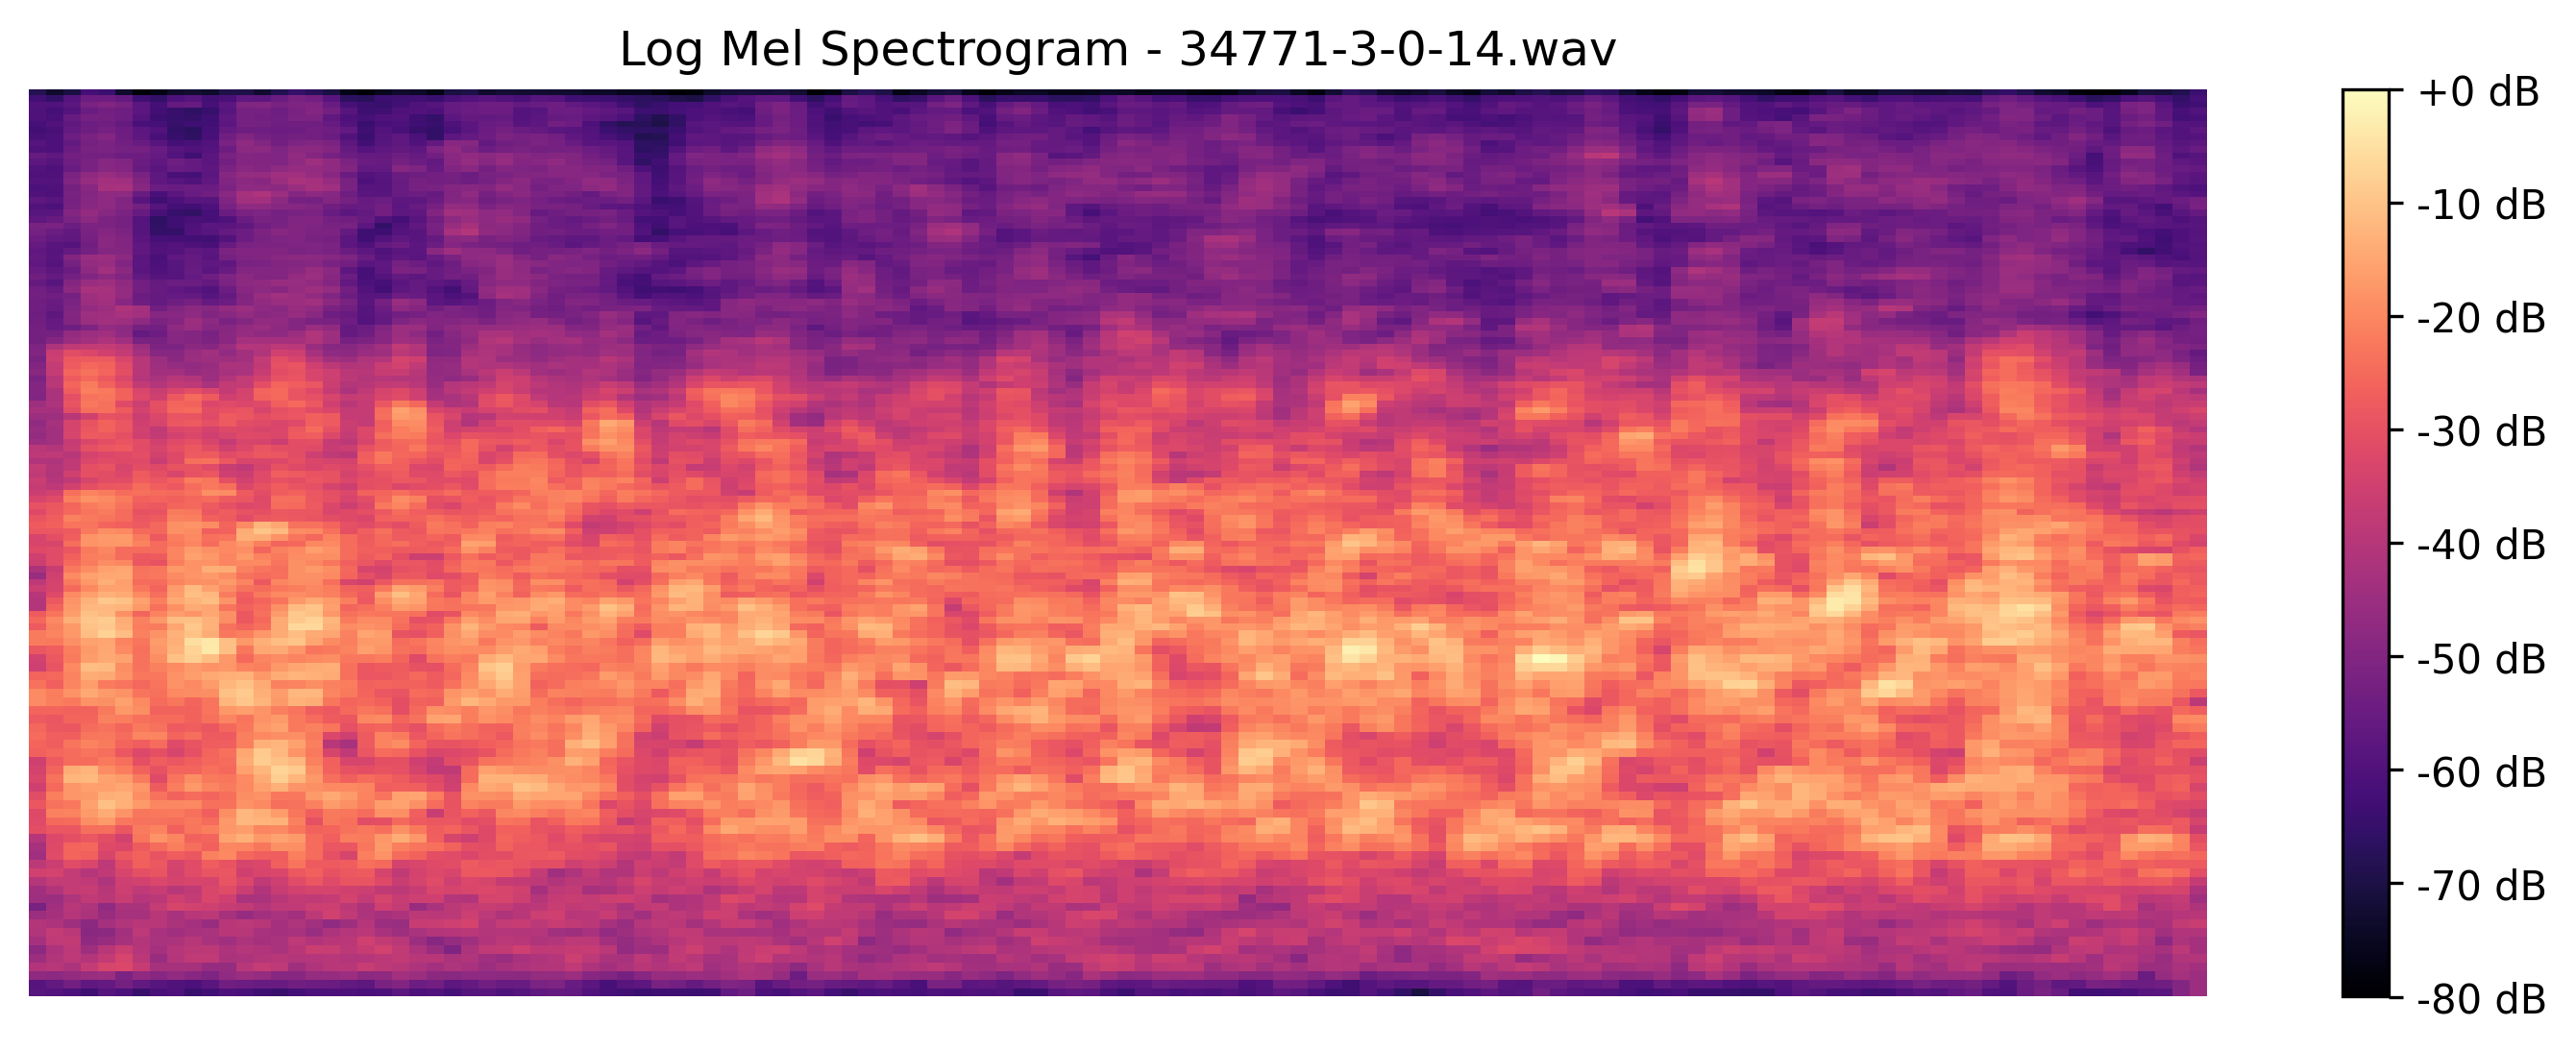 Log Mel Spectrogram - 34771-3-0-14.wav
+0 dB
-10 dB
-20 dB
-30 dB
-40 dB
-50 dB
-60 dB
-70 dB
-80 dB